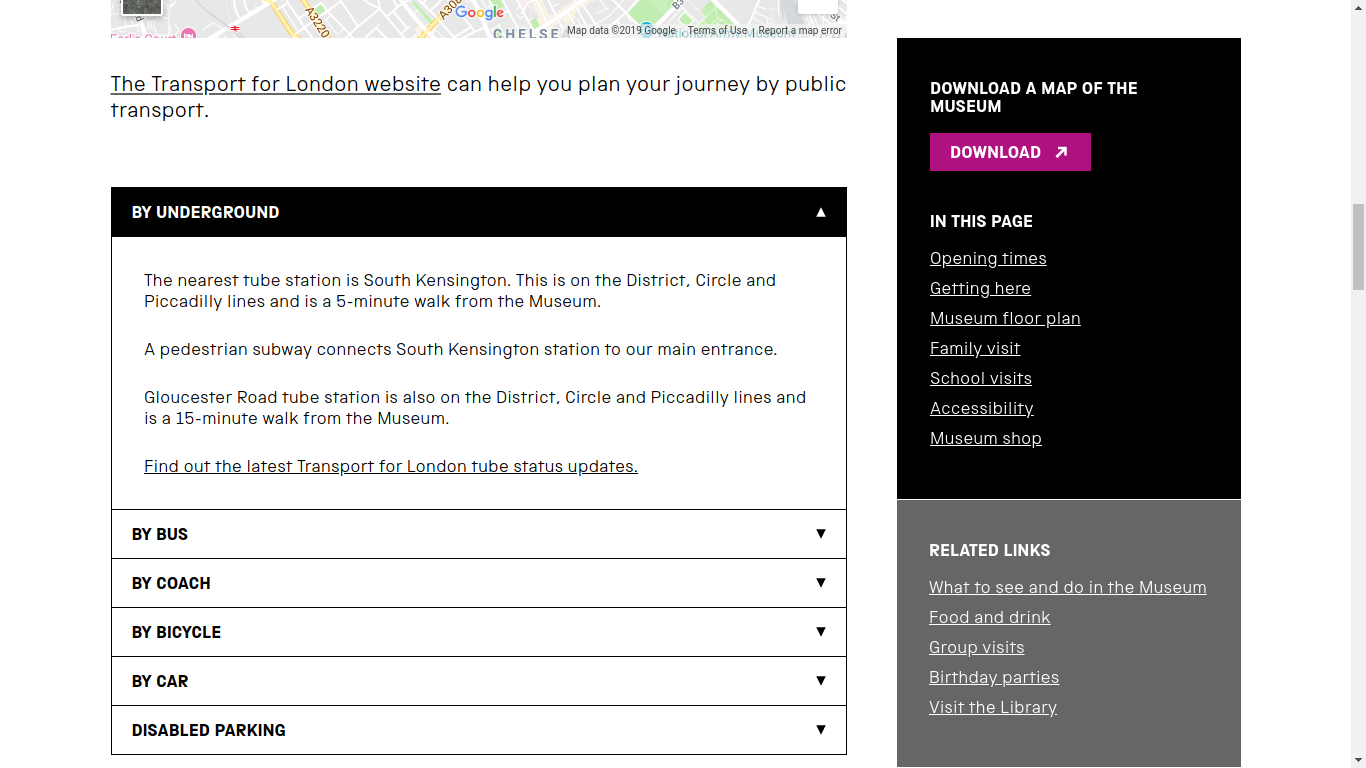 A3220
Google
B3
CHELSE
Map data ©2019 Google
Terms of Use
Report a map error
The Transport for London website can help you plan your journey by public
transport.
BY UNDERGROUND
The nearest tube station is South Kensington. This is on the District, Circle and
Piccadilly lines and is a 5-minute walk from the Museum.
A pedestrian subway connects South Kensington station to our main entrance.
Gloucester Road tube station is also on the District, Circle and Piccadilly lines and
is a 15-minute walk from the Museum.
Find out the latest Transport for London tube status updates.
BY BUS
BY COACH
BY BICYCLE
BY CAR
DISABLED PARKING
DOWNLOAD A MAP OF THE
MUSEUM
DOWNLOAD
IN THIS PAGE
Opening times
Getting here
Museum floor plan
Family visit
School visits
Accessibility
Museum shop
RELATED LINKS
What to see and do in the Museum
Food and drink
Group visits
Birthday parties
Visit the Library